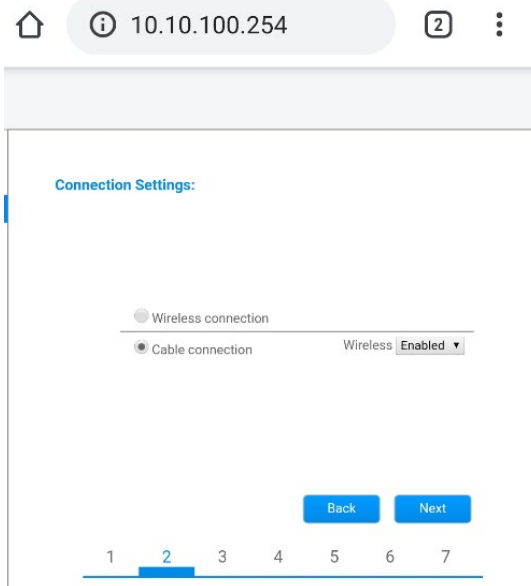 10.10.100.254
2
Connection Settings:
Wireless connection
Cable connection Wireless Enabled
Back Next
1 2 3 4 5 6 7